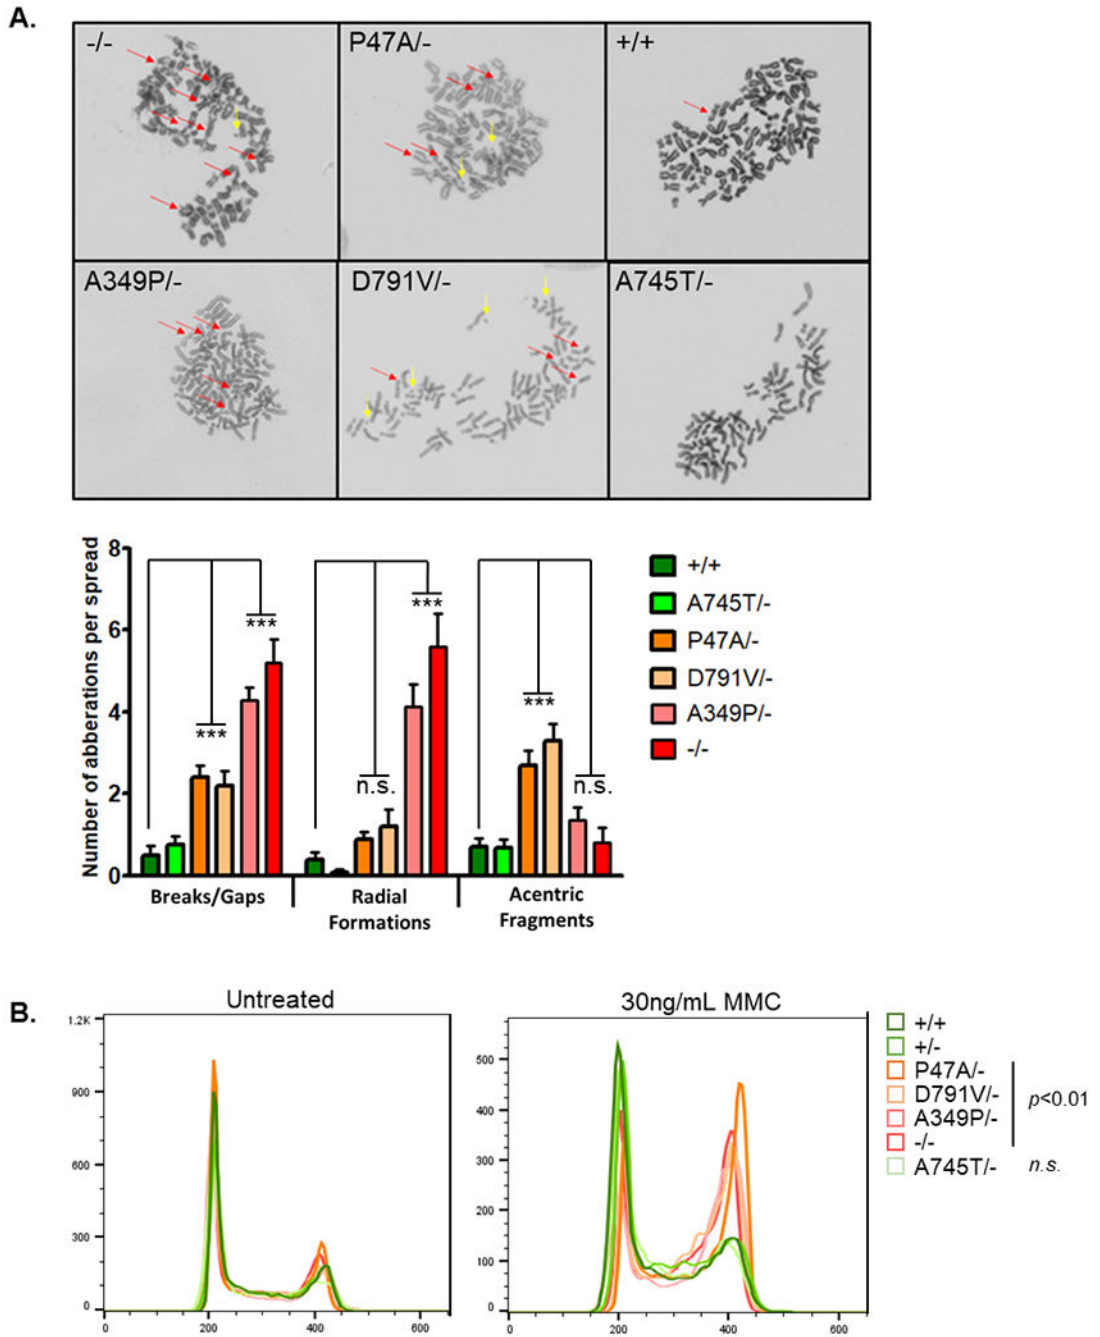 A.
-/-
P47A/-
+/+
A349P/-
D791V/-
A745T/-
Number of abberations per spread
8
6
4
2
0
***
***
n.s.
***
***
n.s.
Breaks/Gaps
Radial
Formations
Acentric
Fragments
+/+
A745T/-
P47A/-
D791V/-
A349P/-
-/-
B.
Untreated
1.2K
900
600
300
0
0
200
400
600
30ng/mL MMC
500
400
300
200
100
0
0
200
400
600
+/+
+/-
P47A/-
D791V/-
A349P/-
-/-
A745T/-
p<0.01
n.s.